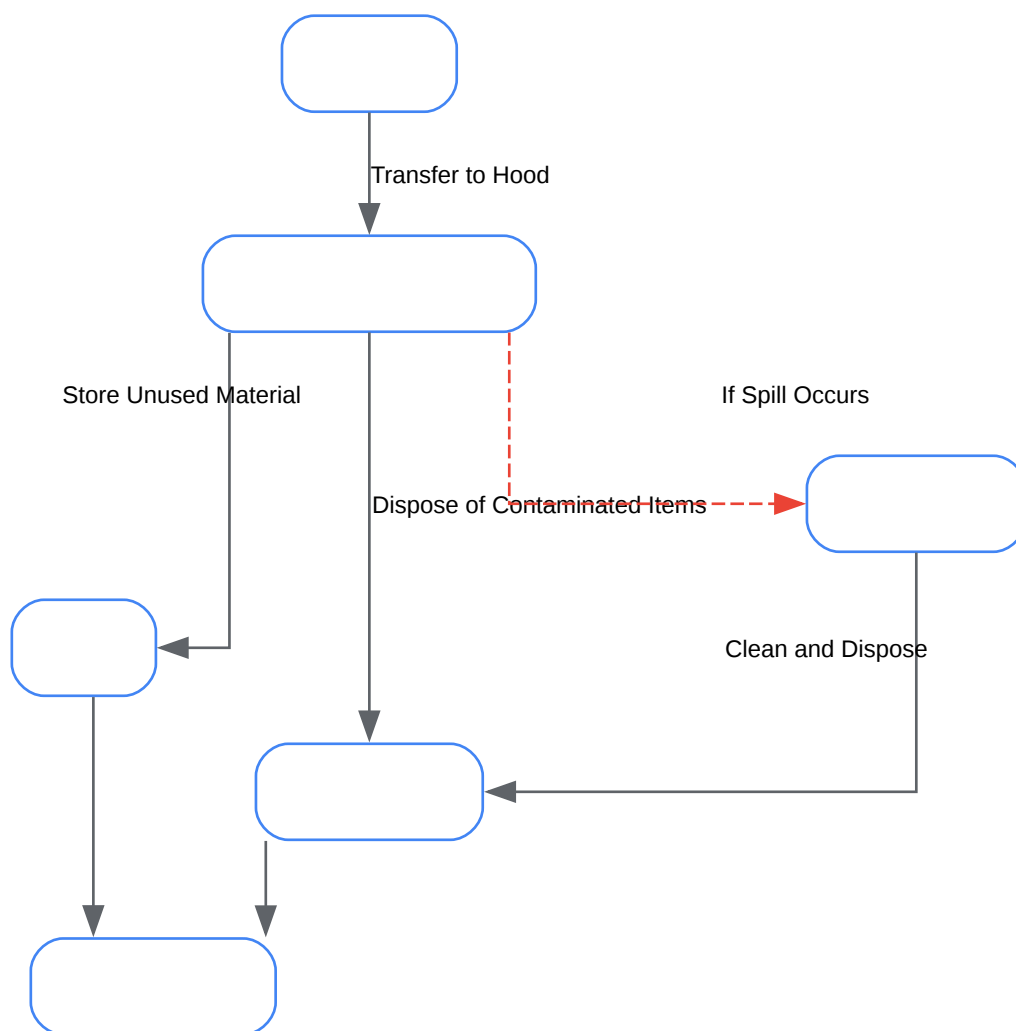 Transfer to Hood
Store Unused Material
If Spill Occurs
Dispose of Contaminated Items
Clean and Dispose